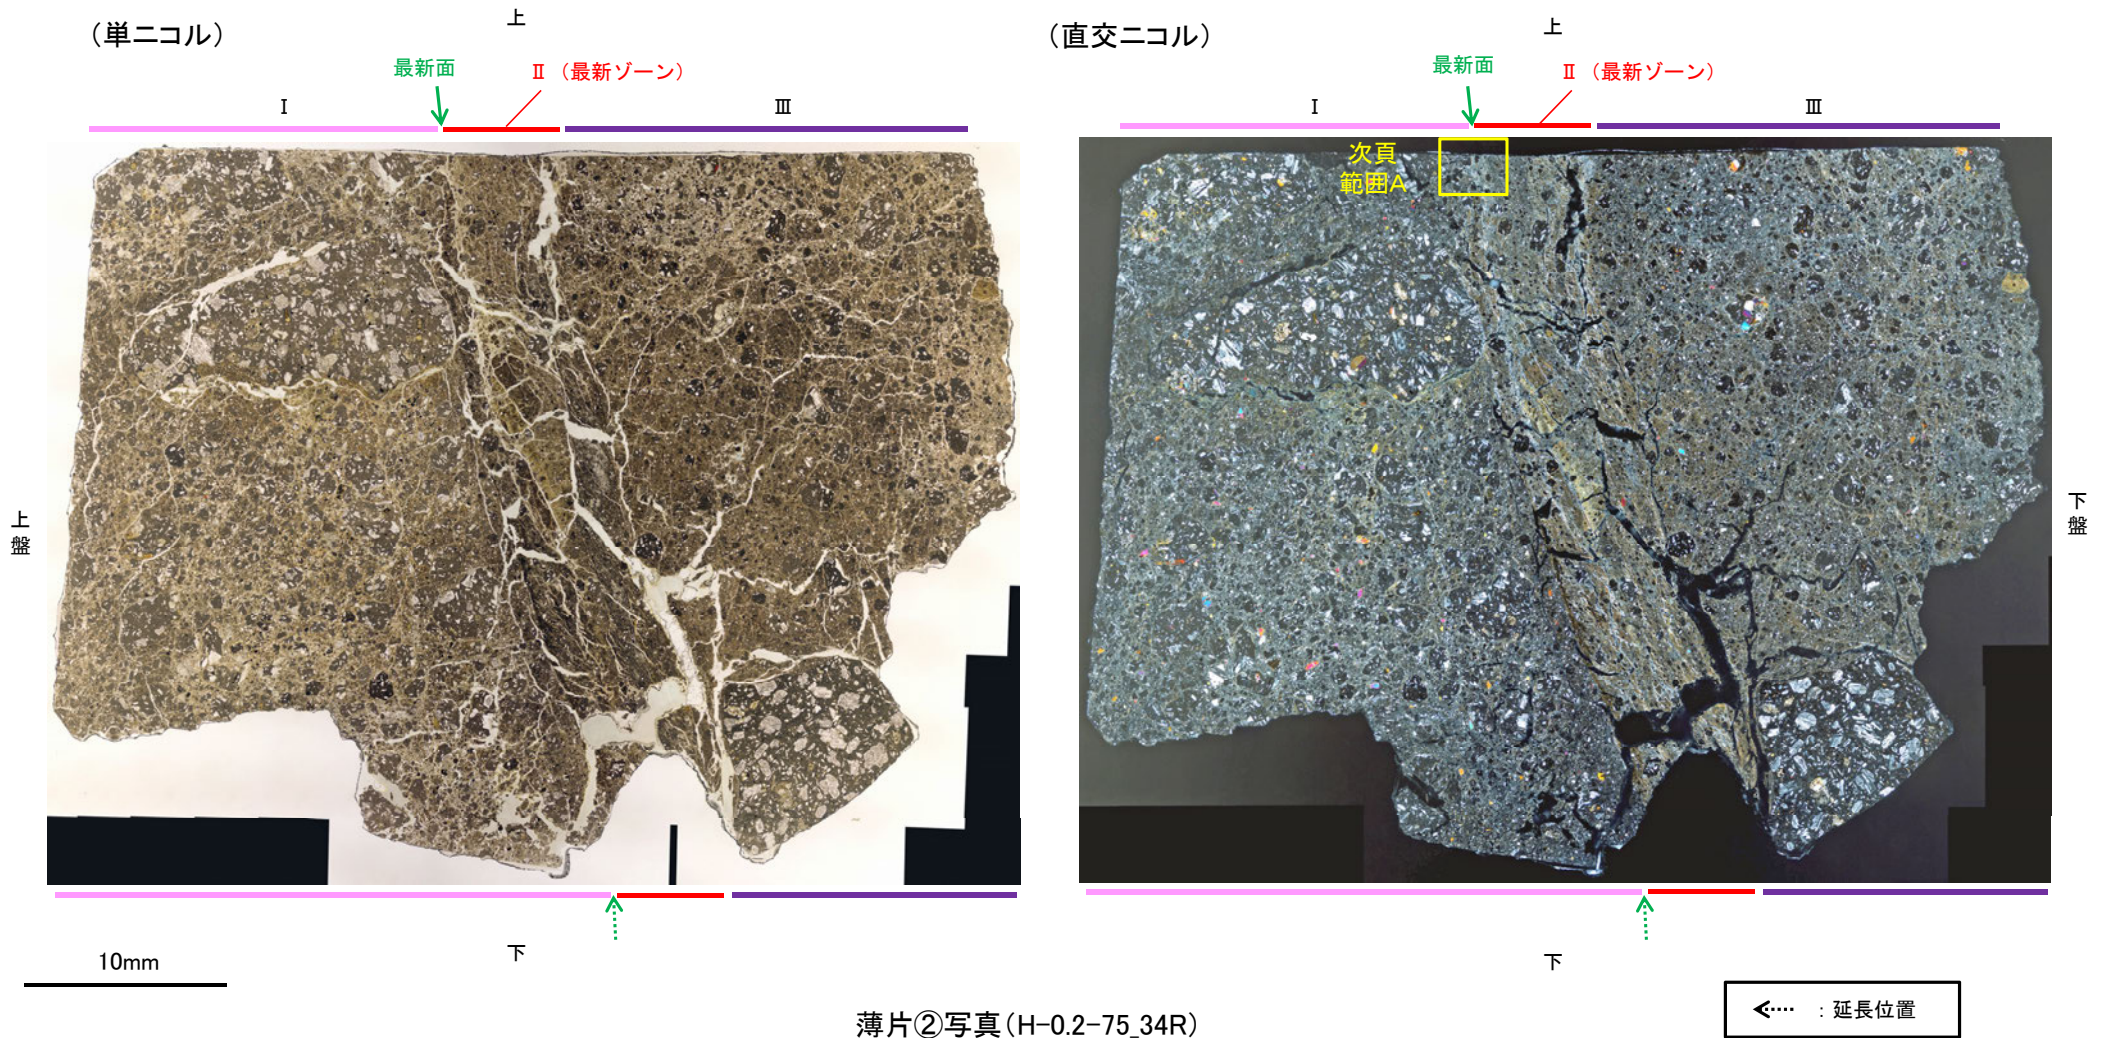 （単ニコル）
上
最新面
Ⅱ（最新ゾーン）
Ⅰ
Ⅲ
上盤
下
10mm
（直交ニコル）
上
最新面
Ⅱ（最新ゾーン）
Ⅰ
Ⅲ
次頁
範囲A
下盤
下
：延長位置
薄片②写真（H-0.2-75_34R）